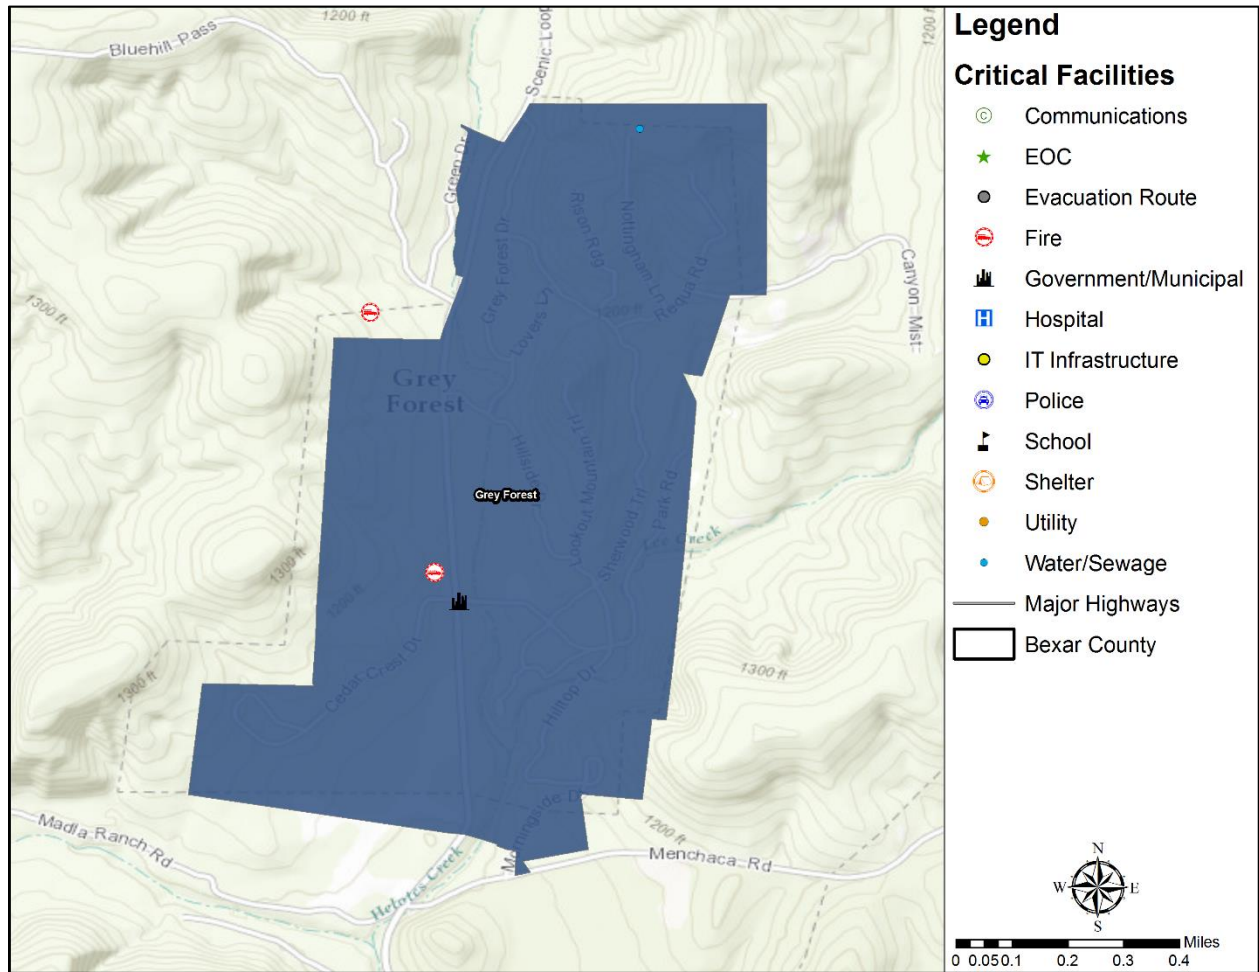 1200 ft
1200 ft
Bluehill Pass
Scenic Loop
Green Dr
Grey Forest Dr
Rison Rdg
Nottingham Ln
Requa Rd
Canyon Mist
1300 ft
1200 ft
Lovers Ln
Grey
Forest
Hillside
Lookout Mountain Trl
Grey Forest
Sherwood Trl
Park Rd
Lee Creek
1300 ft
1200 ft
Cedar Crest Dr
Hilltop Dr
1300 ft
1300 ft
Morningside D
1200 ft
Madla Ranch Rd
Menchaca Rd
Helotes Creek
Legend
Critical Facilities
C
Communications
EOC
Evacuation Route
Fire
Government/Municipal
H
Hospital
IT Infrastructure
Police
School
Shelter
Utility
Water/Sewage
Major Highways
Bexar County
N
W E
S
Miles
0 0.05 0.1 0.2 0.3 0.4